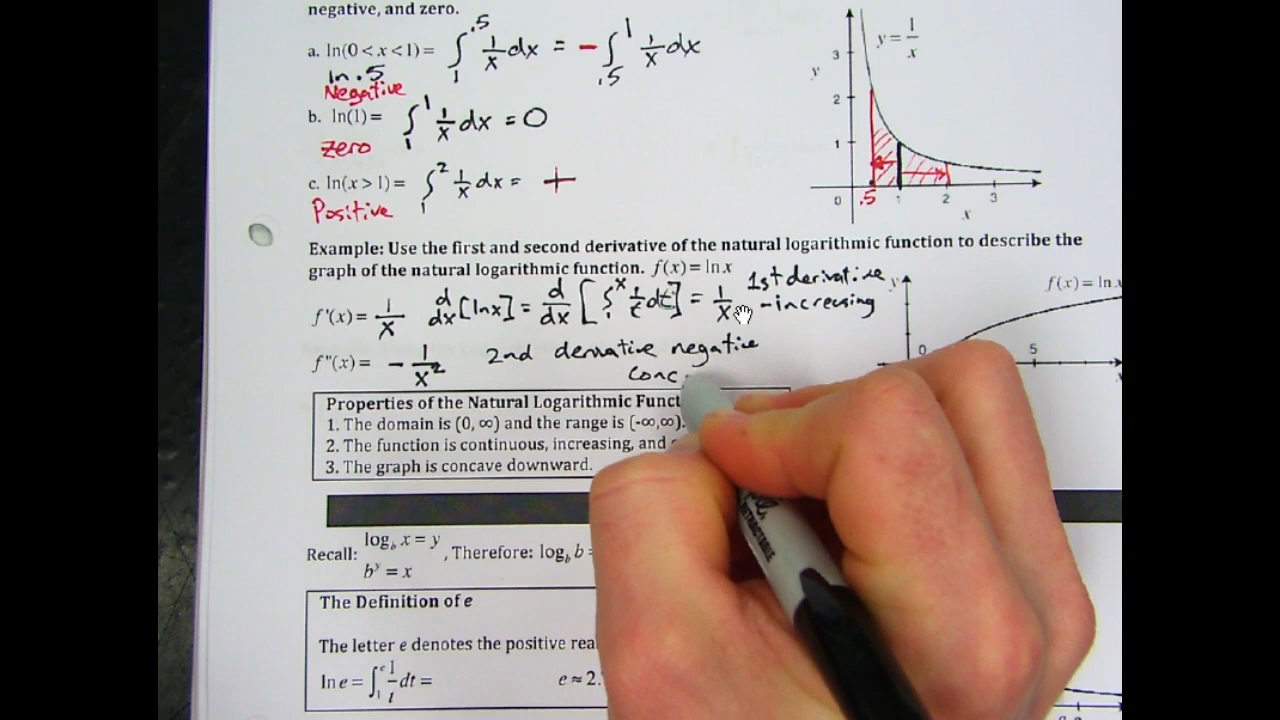 negative, and zero.
a. ln(0 < x < 1) = ∫₁^.5 1/x dx = - ∫.5^1 1/x dx
ln .5
Negative
b. ln(1) = ∫₁^1 1/x dx = 0
zero
c. ln(x > 1) = ∫₁^2 1/x dx = +
Positive
y = 1/x
y
3
2
1
0 .5 1 2 3
x
Example: Use the first and second derivative of the natural logarithmic function to describe the
graph of the natural logarithmic function. f(x) = ln x
f'(x) = 1/x d/dx [ln x] = d/dx [∫₁^x 1/t dt] = 1/x
1st derivative
- increasing
f(x) = ln x
0 5
f"(x) = - 1/x² 2nd derivative negative
conc
Properties of the Natural Logarithmic Funct
1. The domain is (0, ∞) and the range is (-∞,∞).
2. The function is continuous, increasing, and
3. The graph is concave downward.
Recall: log_b x = y , Therefore: log_b b =
b^y = x
The Definition of e
The letter e denotes the positive rea
ln e = ∫₁^e 1/t dt = e ≈ 2.